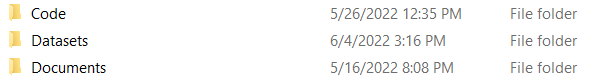 Code 5/26/2022 12:35 PM File folder
Datasets 6/4/2022 3:16 PM File folder
Documents 5/16/2022 8:08 PM File folder